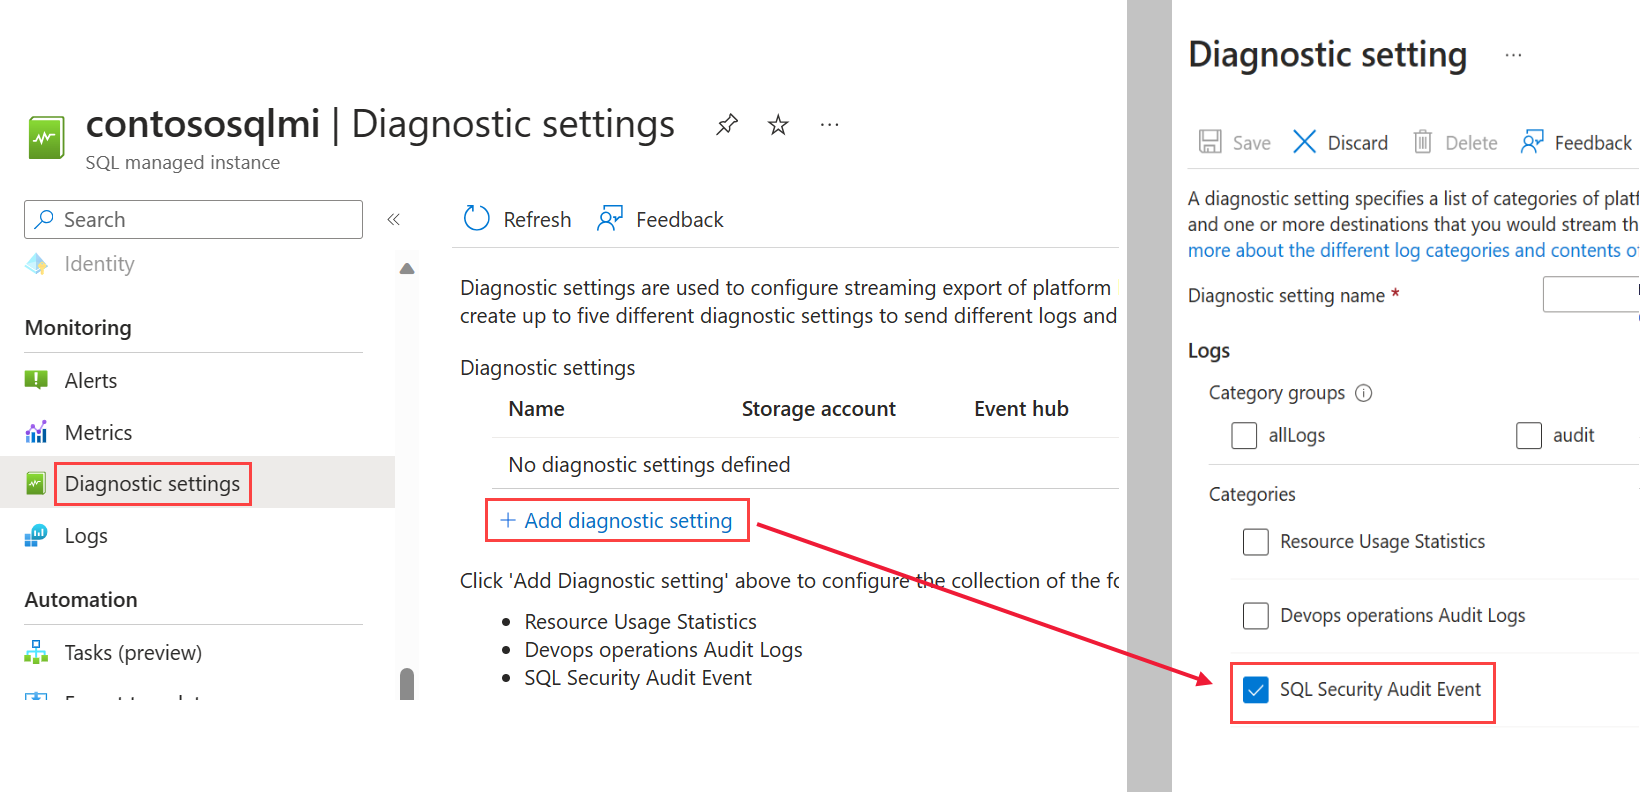 contososqlmi | Diagnostic settings
SQL managed instance
Search
Identity
Monitoring
Alerts
Metrics
Diagnostic settings
Logs
Automation
Tasks (preview)
Refresh
Feedback
Diagnostic settings are used to configure streaming export of platform
create up to five different diagnostic settings to send different logs and
Diagnostic settings
Name Storage account Event hub
No diagnostic settings defined
+ Add diagnostic setting
Click 'Add Diagnostic setting' above to configure the collection of the
• Resource Usage Statistics
• Devops operations Audit Logs
• SQL Security Audit Event
Diagnostic setting
Save Discard Delete Feedback
A diagnostic setting specifies a list of categories of
and one or more destinations that you would stream
more about the different log categories and contents
Diagnostic setting name *
Logs
Category groups
allLogs audit
Categories
Resource Usage Statistics
Devops operations Audit Logs
SQL Security Audit Event